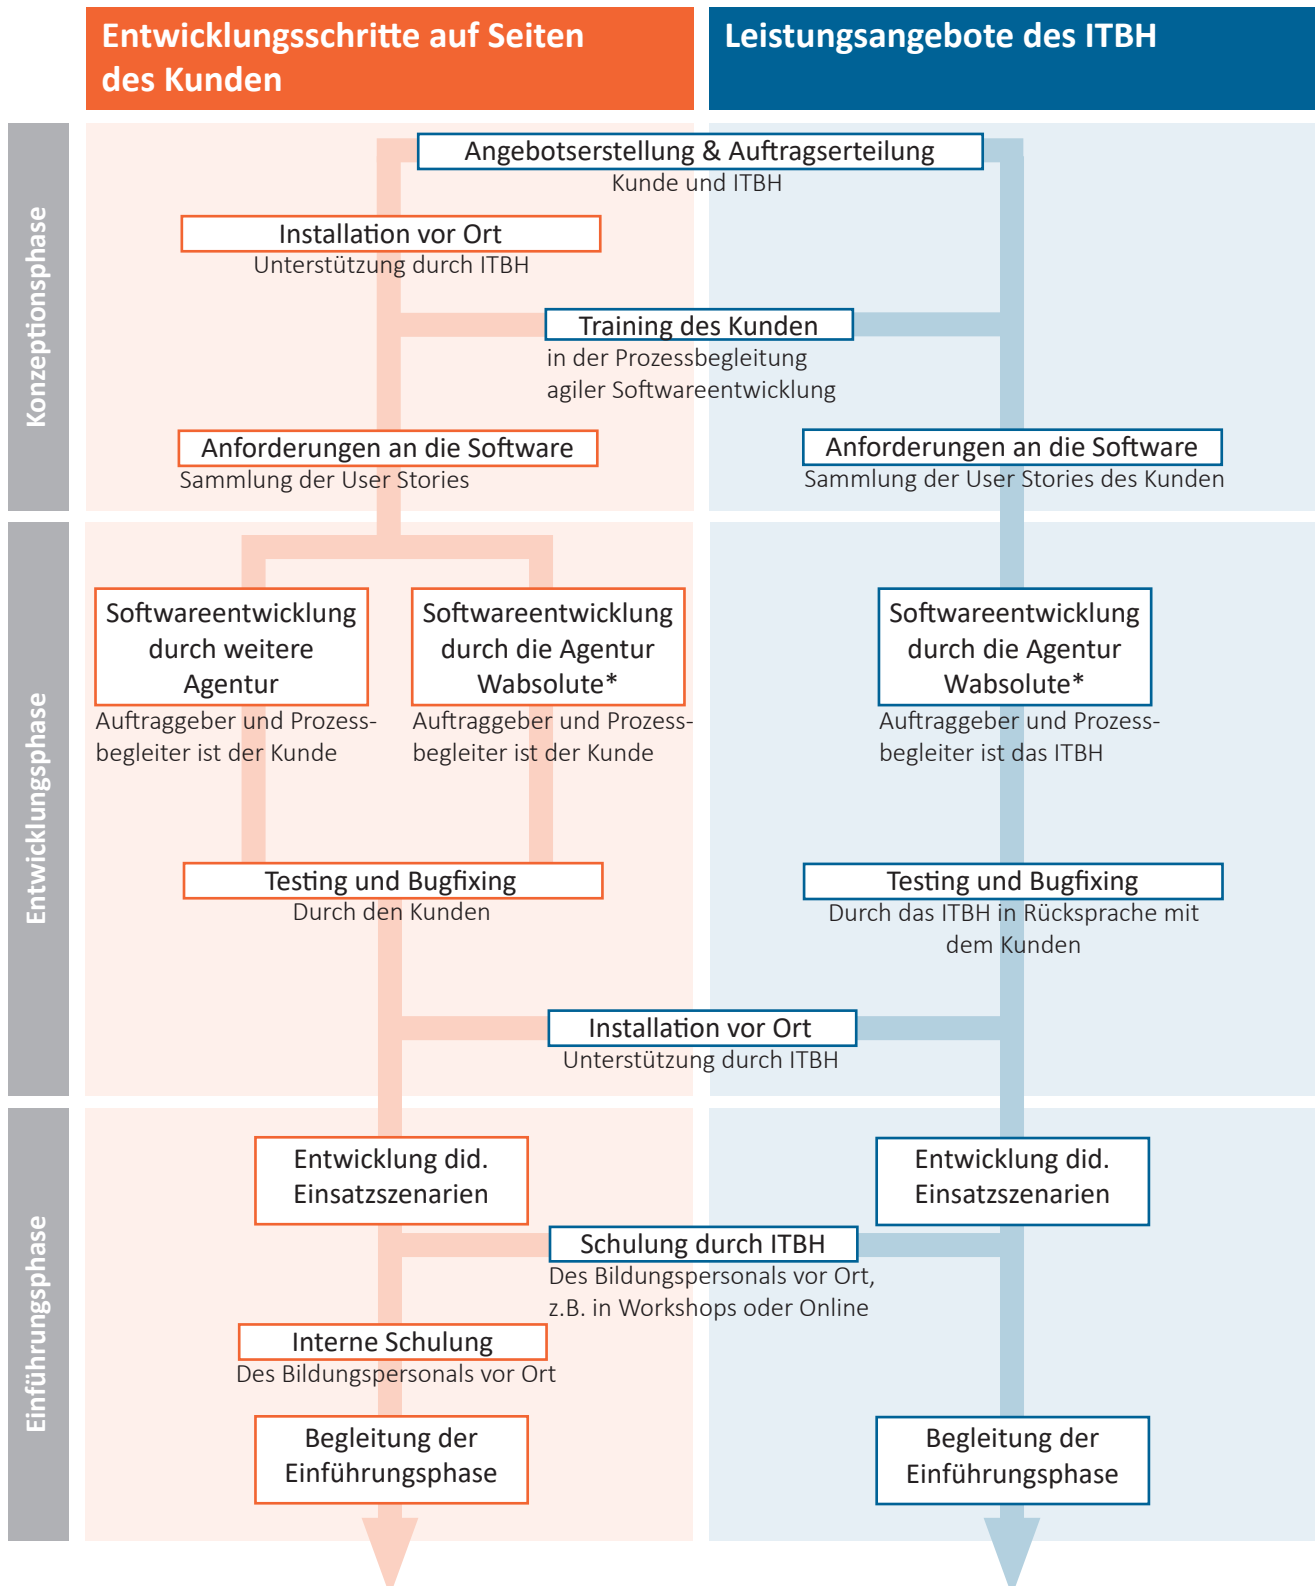 Entwicklungsschritte auf Seiten
des Kunden
Leistungsangebote des ITBH
Konzeptionsphase
Angebotserstellung & Auftragserteilung
Kunde und ITBH
Installation vor Ort
Unterstützung durch ITBH
Training des Kunden
in der Prozessbegleitung
agiler Softwareentwicklung
Anforderungen an die Software
Sammlung der User Stories
Anforderungen an die Software
Sammlung der User Stories des Kunden
Entwicklungsphase
Softwareentwicklung
durch weitere
Agentur
Auftraggeber und Prozess-
begleiter ist der Kunde
Softwareentwicklung
durch die Agentur
Wabsolute*
Auftraggeber und Prozess-
begleiter ist der Kunde
Softwareentwicklung
durch die Agentur
Wabsolute*
Auftraggeber und Prozess-
begleiter ist das ITBH
Testing und Bugfixing
Durch den Kunden
Testing und Bugfixing
Durch das ITBH in Rücksprache mit
dem Kunden
Installation vor Ort
Unterstützung durch ITBH
Einführungsphase
Entwicklung did.
Einsatzszenarien
Entwicklung did.
Einsatzszenarien
Schulung durch ITBH
Des Bildungspersonals vor Ort,
z.B. in Workshops oder Online
Interne Schulung
Des Bildungspersonals vor Ort
Begleitung der
Einführungsphase
Begleitung der
Einführungsphase